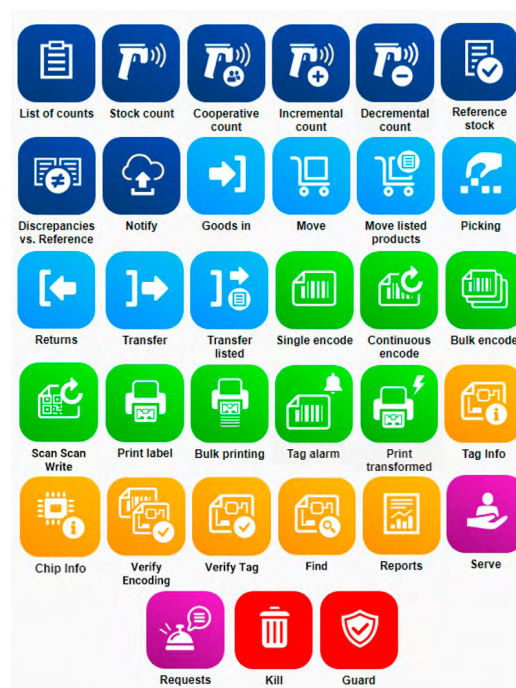 List of counts
Stock count
Cooperative
count
Incremental
count
Decremental
count
Reference
stock
Discrepancies
vs. Reference
Notify
Goods in
Move
Move listed
products
Picking
Returns
Transfer
Transfer
listed
Single encode
Continuous
encode
Bulk encode
Scan Scan
Write
Print label
Bulk printing
Tag alarm
Print
transformed
Tag Info
Chip Info
Verify
Encoding
Verify Tag
Find
Reports
Serve
Requests
Kill
Guard